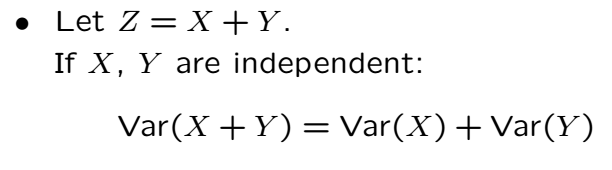 • Let Z = X + Y.
If X, Y are independent:
Var(X + Y) = Var(X) + Var(Y)